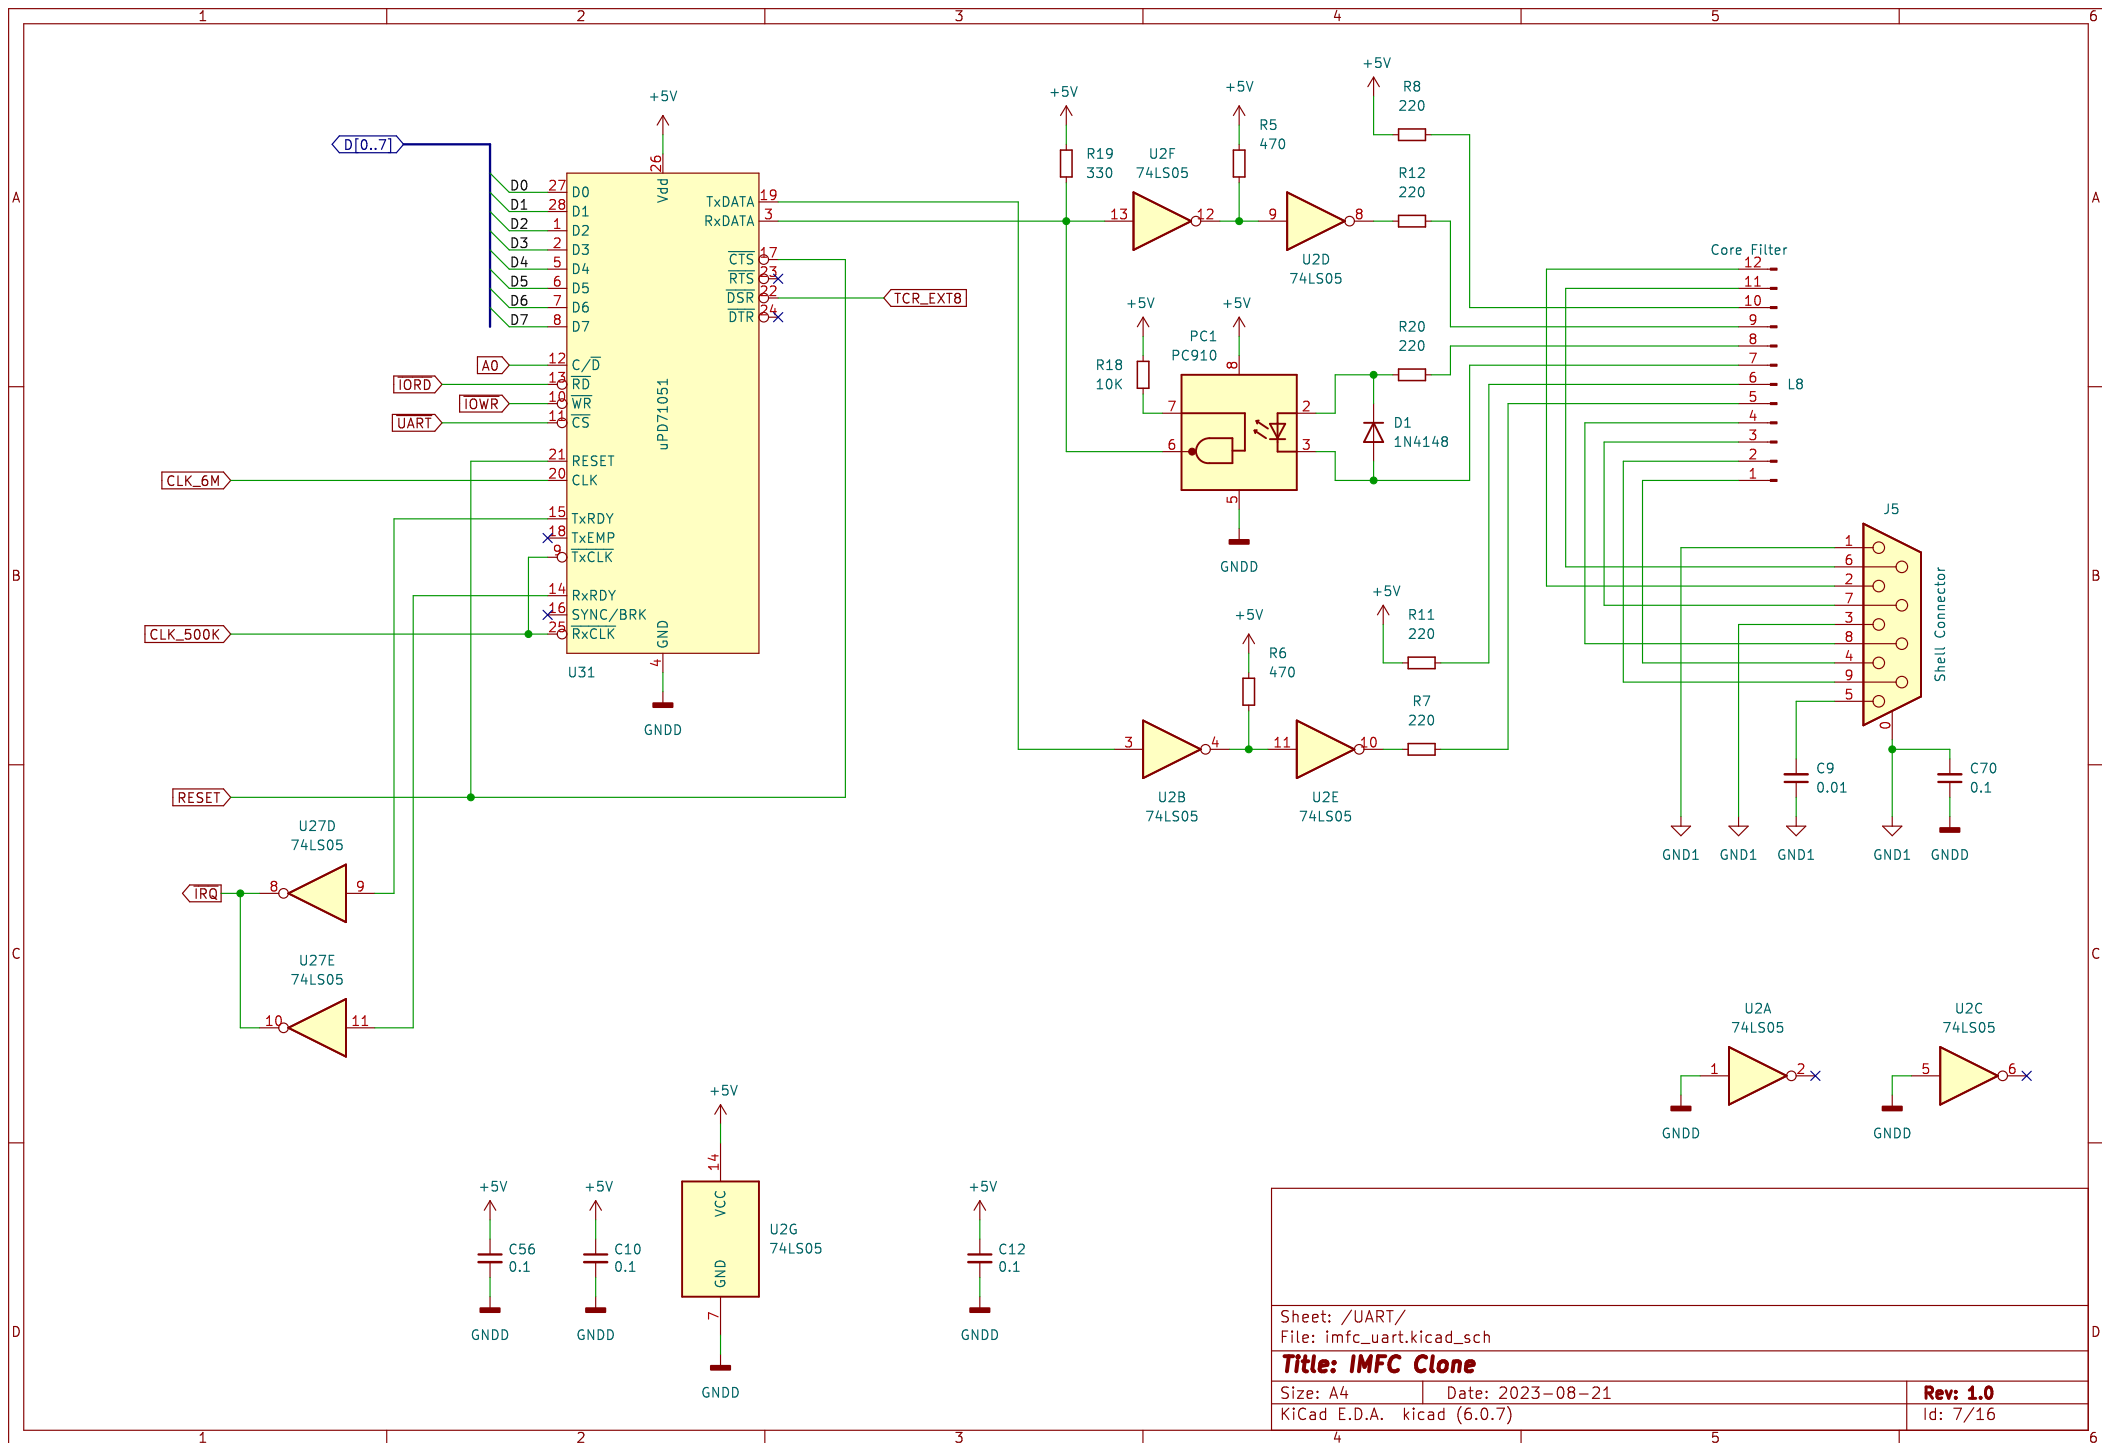 1 2 3 4 5 6
A
B
C
D
A
B
C
D
1 2 3 4 5 6
D[0..7]
D0
D1
D2
D3
D4
D5
D6
D7
A0
IORD
IOWR
UART
CLK_6M
CLK_500K
RESET
IRQ
+5V
26
Vdd
27 D0
28 D1
1 D2
2 D3
5 D4
6 D5
7 D6
8 D7
12 C/D
13 RD
10 WR
11 CS
21 RESET
20 CLK
15 TxRDY
18 TxEMP
9 TxCLK
14 RxRDY
16 SYNC/BRK
25 RxCLK
uPD71051
TxDATA 19
RxDATA 3
CTS 17
RTS 23
DSR 22
DTR 24
GND
4
U31
GNDD
TCR_EXT8
U27D
74LS05
8 9
U27E
74LS05
10 11
+5V
R19
330
U2F
74LS05
13 12
+5V
R5
470
9 8
U2D
74LS05
+5V
R8
220
R12
220
+5V
R18
10K
+5V
PC1
PC910
8
7
6
2
3
5
GNDD
R20
220
D1
1N4148
Core Filter
12
11
10
9
8
7
6
5
4
3
2
1
L8
+5V
R11
220
+5V
R6
470
R7
220
3 4
U2B
74LS05
11 10
U2E
74LS05
J5
1
6
2
7
3
8
4
9
5
0
Shell Connector
C9
0.01
C70
0.1
GND1
GND1
GND1
GND1
GNDD
U2A
74LS05
1 2
GNDD
U2C
74LS05
5 6
GNDD
+5V
C56
0.1
GNDD
+5V
C10
0.1
GNDD
+5V
14
VCC
GND
7
U2G
74LS05
GNDD
+5V
C12
0.1
GNDD
Sheet: /UART/
File: imfc_uart.kicad_sch
Title: IMFC Clone
Size: A4 Date: 2023-08-21 Rev: 1.0
KiCad E.D.A. kicad (6.0.7) Id: 7/16